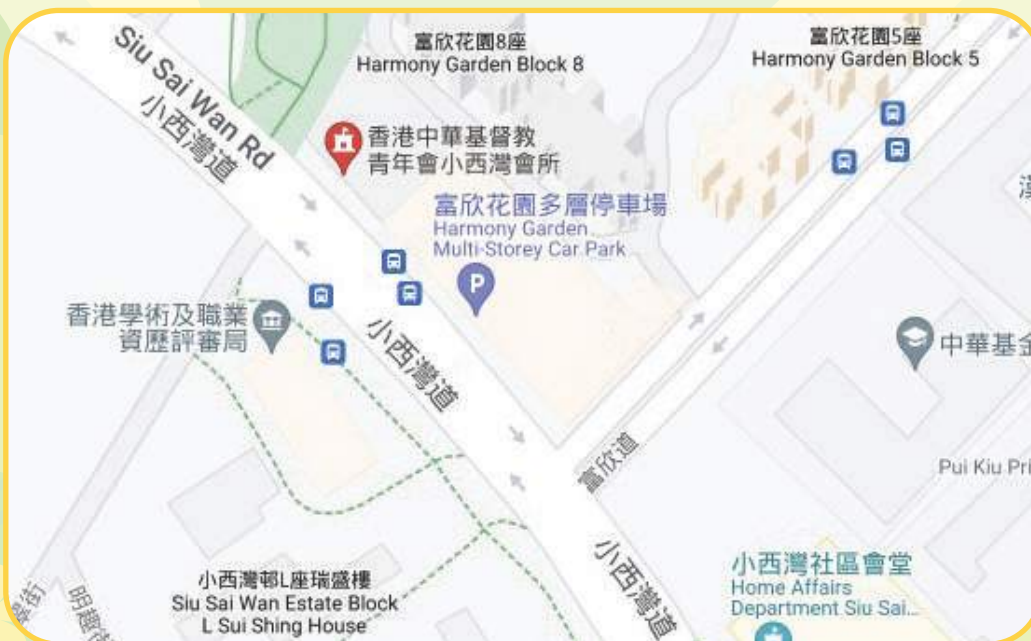 富欣花園8座
Harmony Garden Block 8
富欣花園5座
Harmony Garden Block 5
Siu Sai Wan Rd
小西灣道
香港中華基督教
青年會小西灣會所
富欣花園多層停車場
Harmony Garden
Multi-Storey Car Park
P
香港學術及職業
資歷評審局
小西灣道
中華基金
富欣道
Pui Kiu Pri
小西灣道
小西灣社區會堂
Home Affairs
Department Siu Sai...
小西灣邨L座瑞盛樓
Siu Sai Wan Estate Block
L Sui Shing House
明趣街